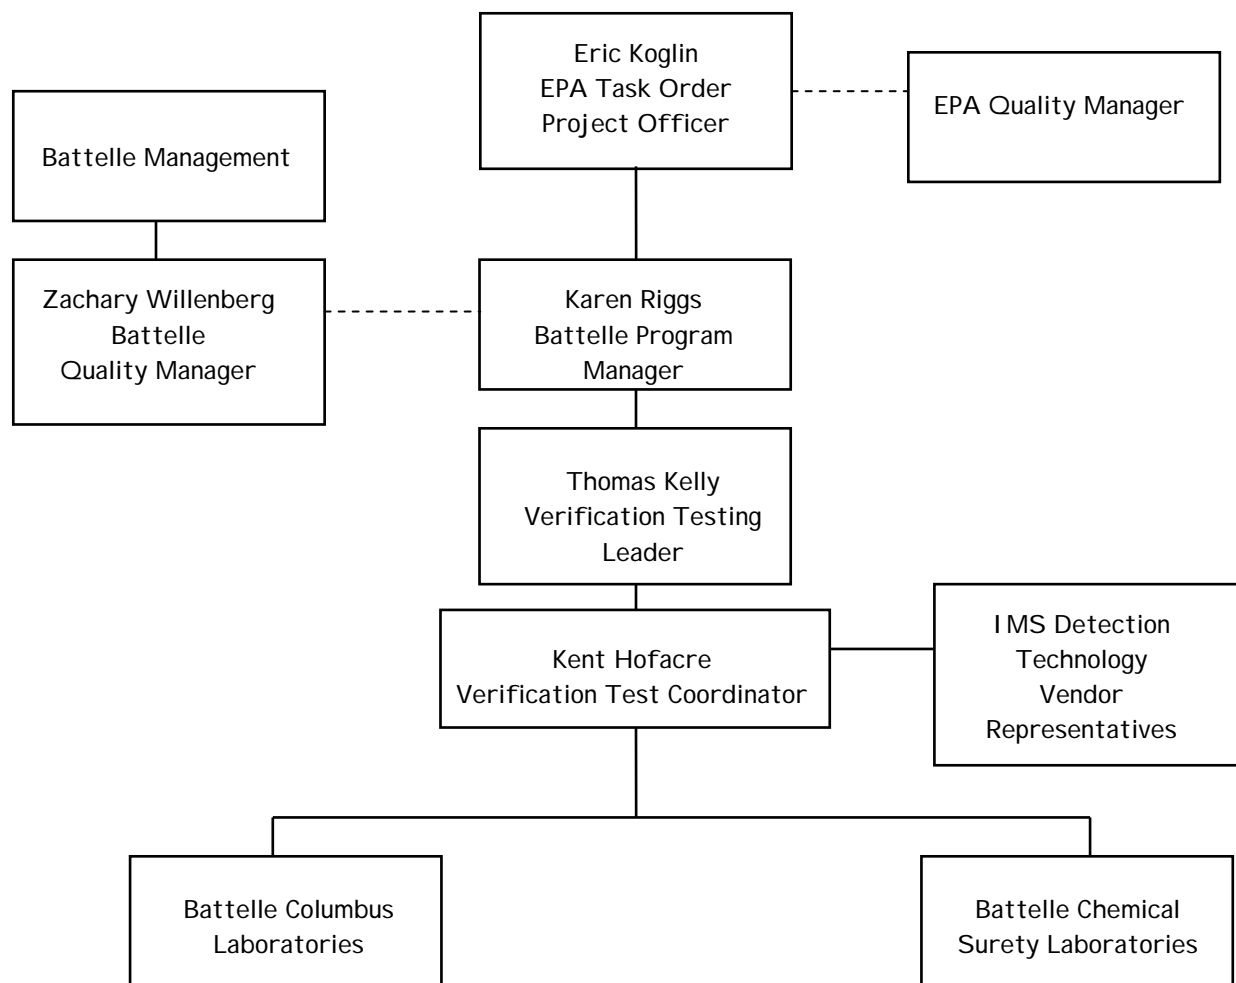 Eric Koglin
EPA Task Order
Project Officer
EPA Quality Manager
Battelle Management
Zachary Willenberg
Battelle
Quality Manager
Karen Riggs
Battelle Program
Manager
Thomas Kelly
Verification Testing
Leader
Kent Hofacre
Verification Test Coordinator
IMS Detection
Technology
Vendor
Representatives
Battelle Columbus
Laboratories
Battelle Chemical
Surety Laboratories